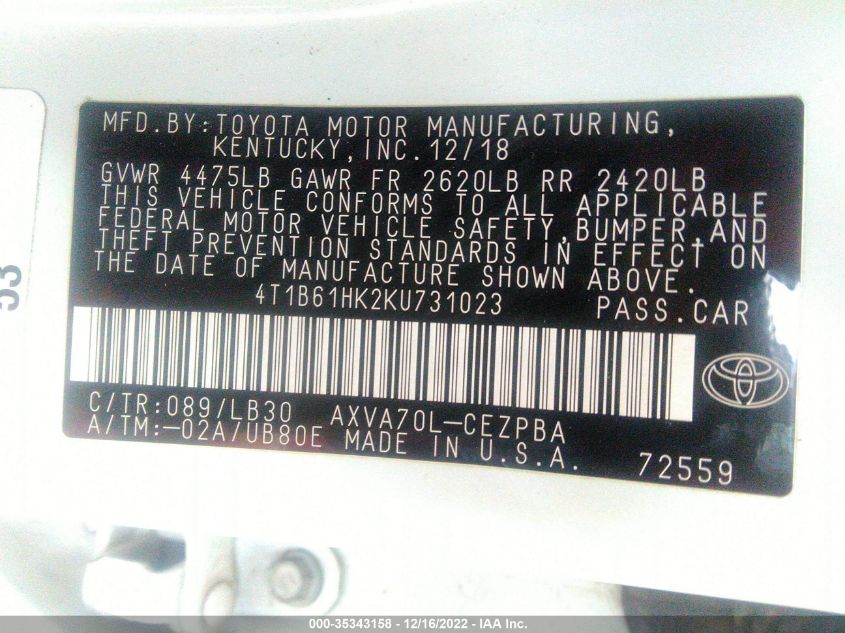 MFD.BY:TOYOTA MOTOR MANUFACTURING,
KENTUCKY,INC.12/18
GVWR 4475LB GAWR FR 2620LB RR 2420LB
THIS VEHICLE CONFORMS TO ALL APPLICABLE
FEDERAL MOTOR VEHICLE SAFETY,BUMPER,AND
THEFT PREVENTION STANDARDS IN EFFECT ON
THE DATE OF MANUFACTURE SHOWN ABOVE.
4T1B61HK2KU731023 PASS.CAR
C/TR:089/LB30 AXVA70L-CEZPBA
A/TM:-02A/UB80E MADE IN U.S.A. 72559
53
000-35343158 - 12/16/2022 - IAA Inc.